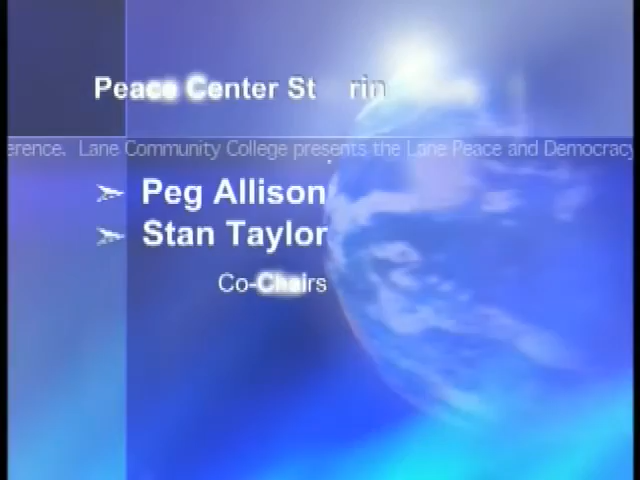 Peace Center St rin
erence. Lane Community College presents the Lane Peace and Democracy
Peg Allison
Stan Taylor
Co-Chairs